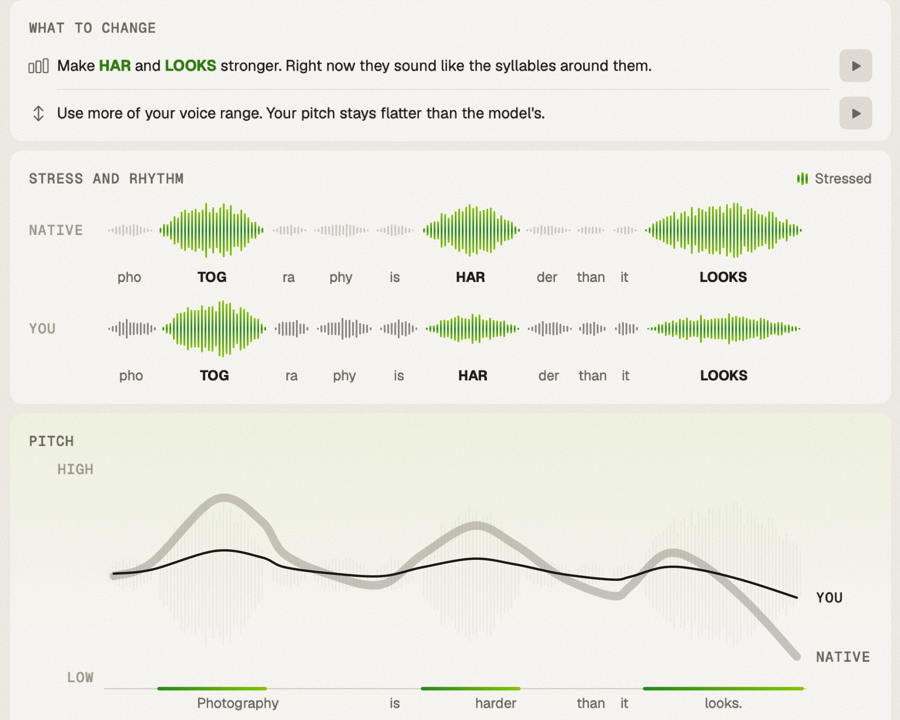 WHAT TO CHANGE
Make HAR and LOOKS stronger. Right now they sound like the syllables around them.
Use more of your voice range. Your pitch stays flatter than the model's.
STRESS AND RHYTHM
Stressed
NATIVE
pho TOG ra phy is HAR der than it LOOKS
YOU
pho TOG ra phy is HAR der than it LOOKS
PITCH
HIGH
YOU
NATIVE
LOW
Photography is harder than it looks.